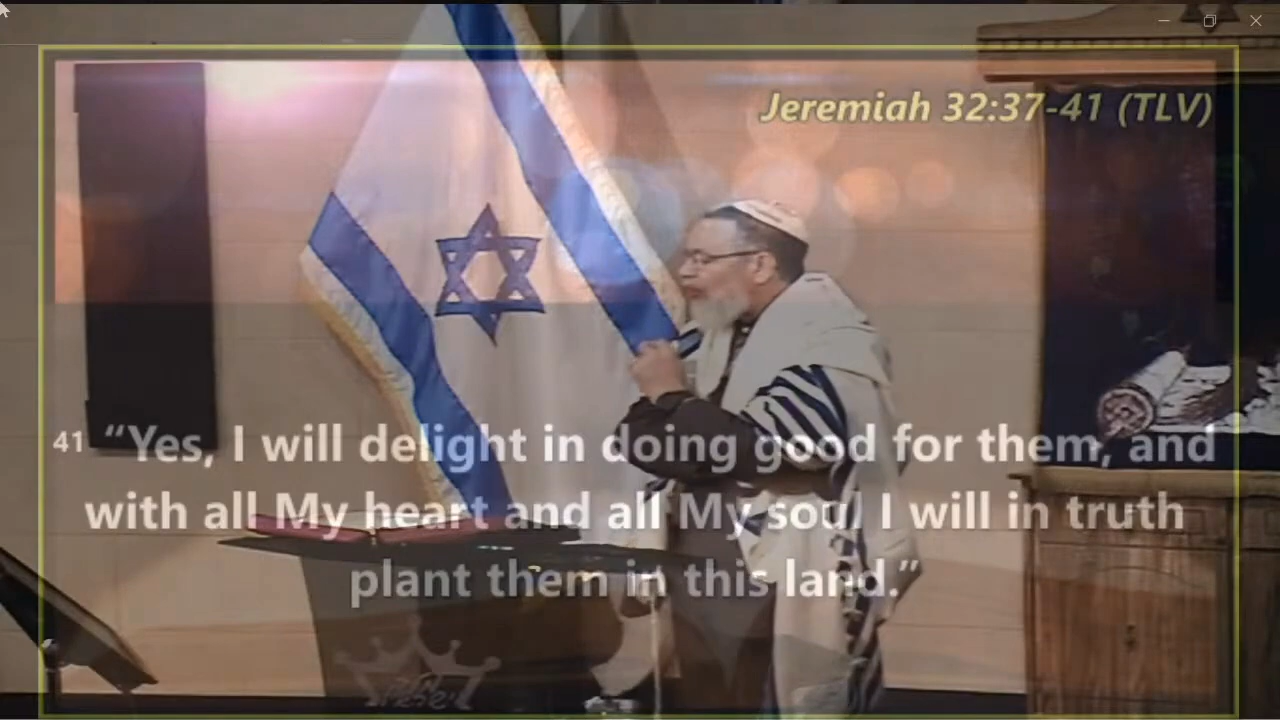 Jeremiah 32:37-41 (TLV)
41 “Yes, I will delight in doing good for them, and
with all My heart and all My soul I will in truth
plant them in this land.”